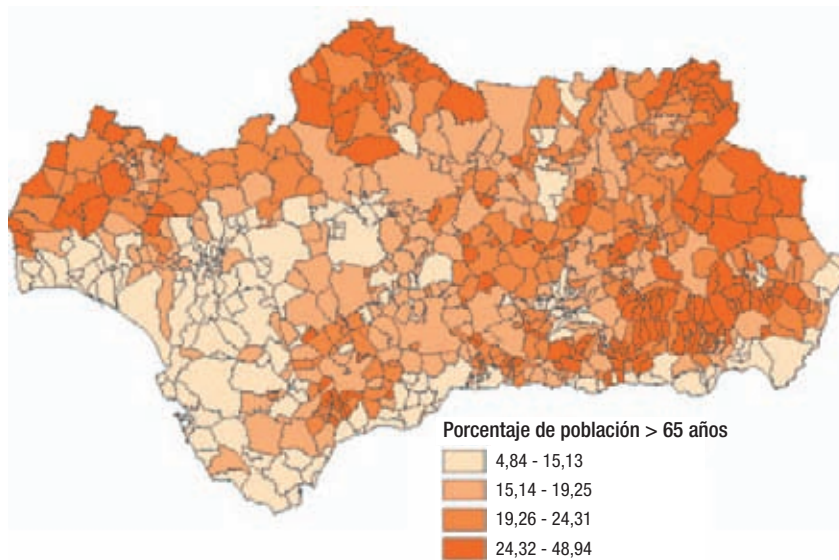 Porcentaje de población > 65 años
4,84 - 15,13
15,14 - 19,25
19,26 - 24,31
24,32 - 48,94